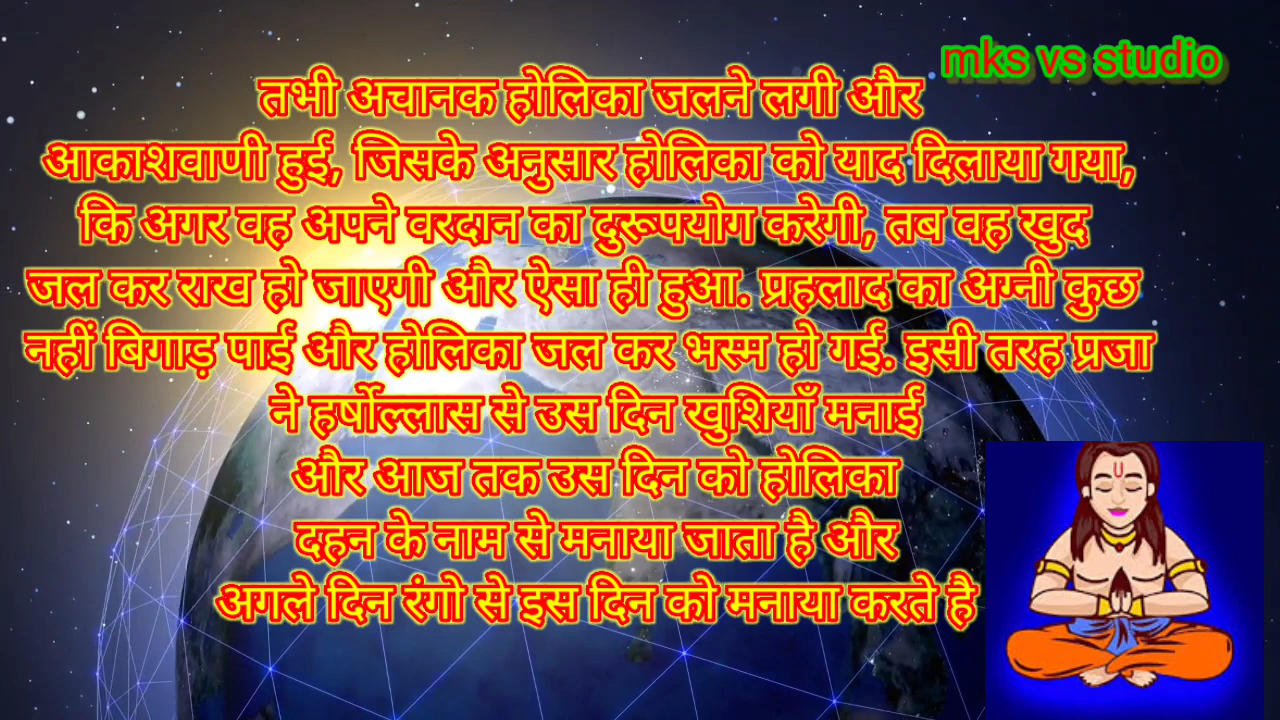 mks vs studio
तभी अचानक होलिका जलने लगी और
आकाशवाणी हुई, जिसके अनुसार होलिका को याद दिलाया गया,
कि अगर वह अपने वरदान का दुरूपयोग करेगी, तब वह खुद
जल कर राख हो जाएगी और ऐसा ही हुआ. प्रहलाद का अग्नी कुछ
नहीं बिगाड़ पाई और होलिका जल कर भस्म हो गई. इसी तरह प्रजा
ने हर्षोल्लास से उस दिन खुशियाँ मनाई
और आज तक उस दिन को होलिका
दहन के नाम से मनाया जाता है और
अगले दिन रंगो से इस दिन को मनाया करते है